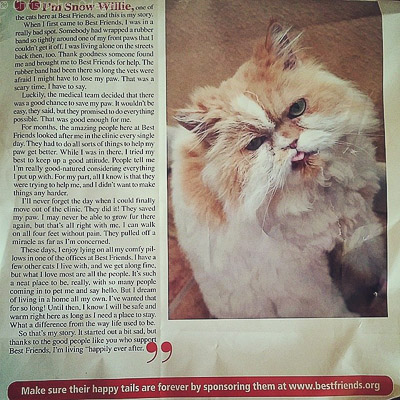 “I'm Snow Willie, one of
the cats here at Best Friends, and this is my story.
When I first came to Best Friends, I was in a
really bad spot. Somebody had wrapped a rubber
band so tightly around one of my front paws that I
couldn't get it off. I was living alone on the streets
back then, too. Thank goodness someone found
me and brought me to Best Friends for help. The
rubber band had been there so long the vets were
afraid I might have to lose my paw. That was a
scary time, I have to say.
Luckily, the medical team decided that there
was a good chance to save my paw. It wouldn't be
easy, they said, but they promised to do everything
possible. That was good enough for me.
For months, the amazing people here at Best
Friends looked after me in the clinic every single
day. They had to do all sorts of things to help my
paw get better. While I was in there, I tried my
best to keep up a good attitude. People tell me
I'm really good-natured considering everything
I put up with. For my part, all I know is that they
were trying to help me, and I didn't want to make
things any harder.
I'll never forget the day when I could finally
move out of the clinic. They did it! They saved
my paw. I may never be able to grow fur there
again, but that's all right with me. I can walk
on all four feet without pain. They pulled off a
miracle as far as I'm concerned.
These days, I enjoy lying on all my comfy pil-
lows in one of the offices at Best Friends. I have a
few other cats I live with, and we get along fine,
but what I love most are all the people. It's such
a neat place to be, really, with so many people
coming in to pet me and say hello. But I dream
of living in a home all my own. I've wanted that
for so long! Until then, I know I will be safe and
warm right here as long as I need a place to stay.
What a difference from the way life used to be.
So that's my story. It started out a bit sad, but
thanks to the good people like you who support
Best Friends, I'm living “happily ever after.”
Make sure their happy tails are forever by sponsoring them at www.bestfriends.org